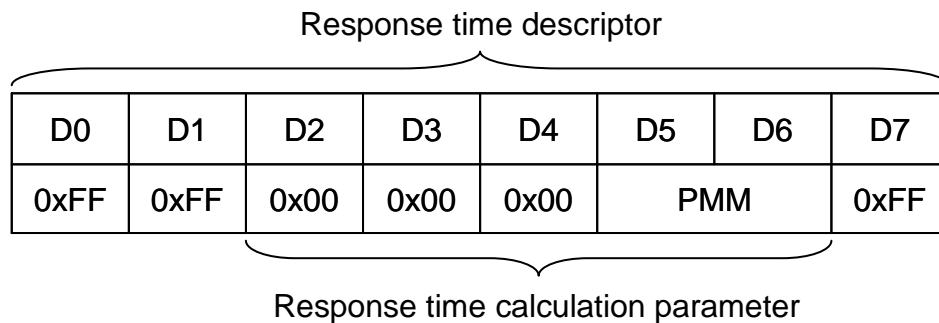 Response time descriptor
D0 D1 D2 D3 D4 D5 D6 D7
0xFF 0xFF 0x00 0x00 0x00 PMM 0xFF
Response time calculation parameter